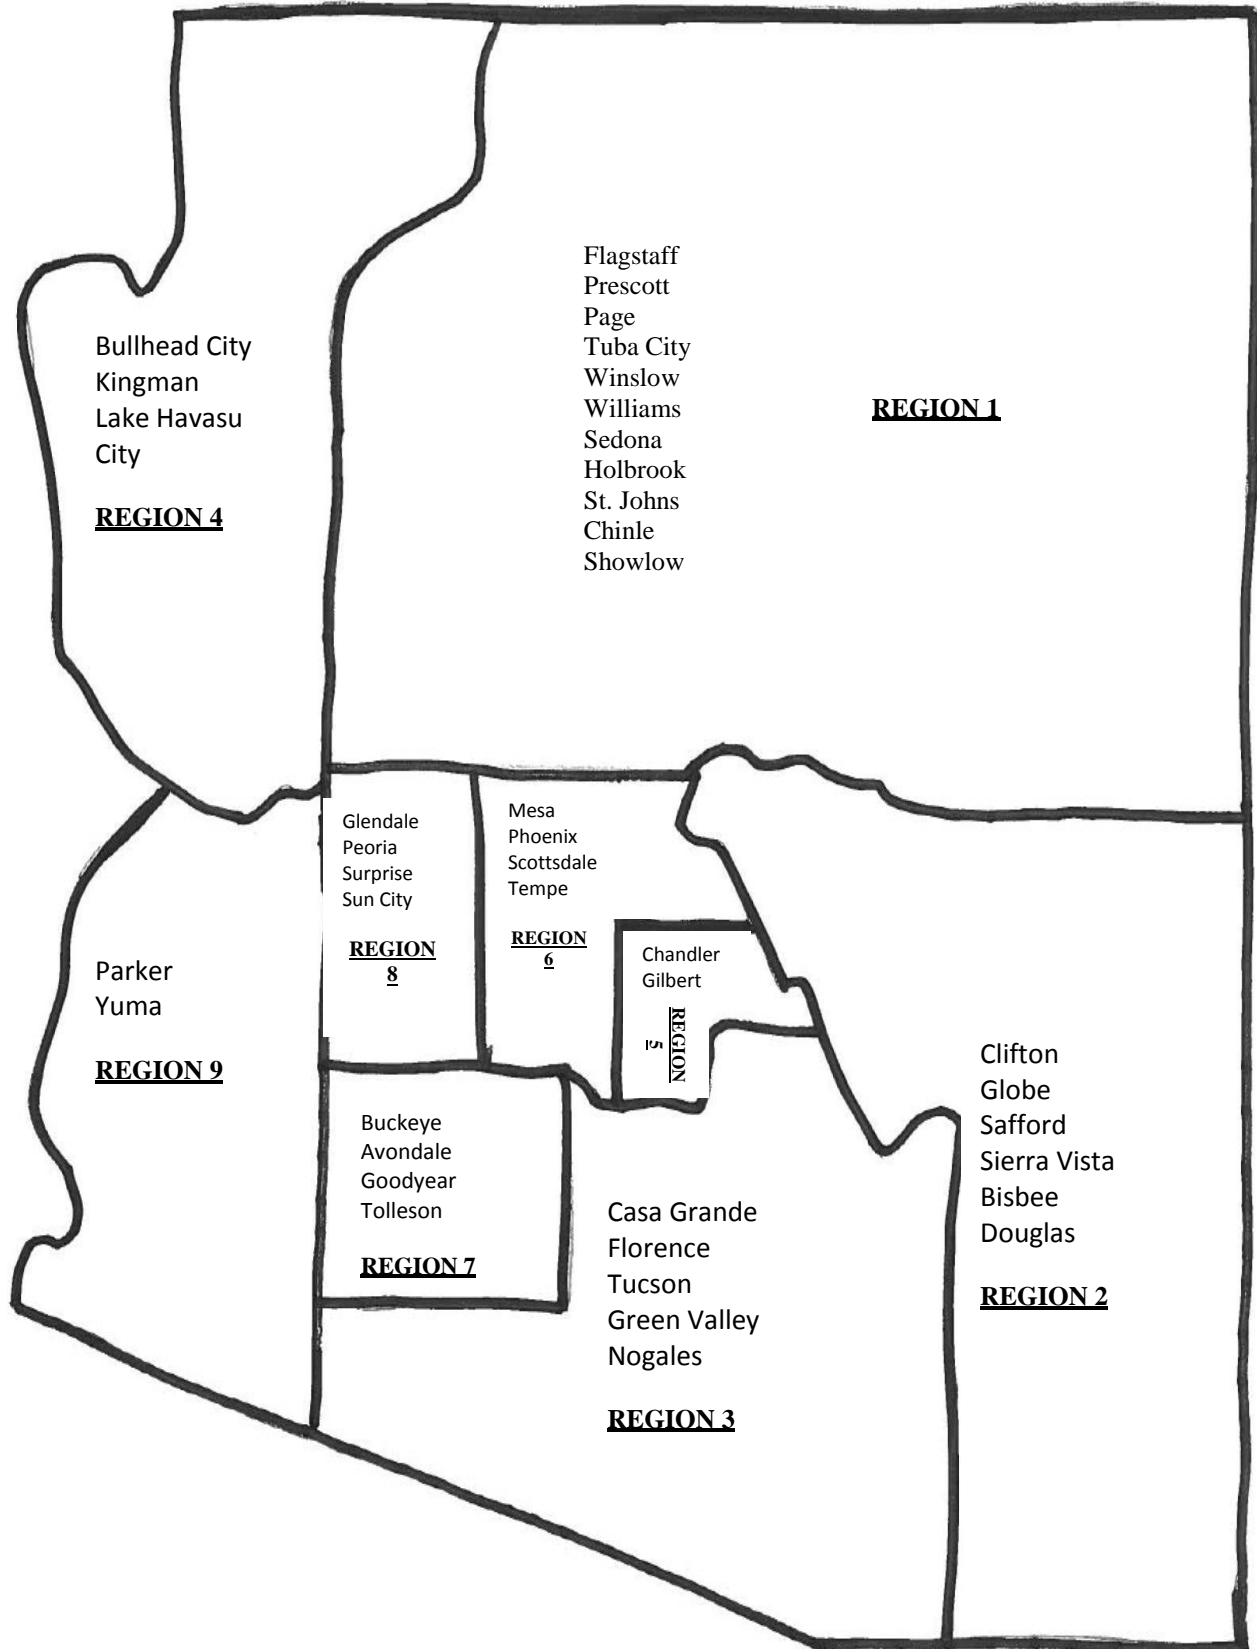 Flagstaff
Prescott
Page
Tuba City
Winslow
Williams
Sedona
Holbrook
St. Johns
Chinle
Showlow
REGION 1
Bullhead City
Kingman
Lake Havasu
City
REGION 4
Glendale
Peoria
Surprise
Sun City
REGION
8
Mesa
Phoenix
Scottsdale
Tempe
REGION
6
Chandler
Gilbert
REGION
5
Parker
Yuma
REGION 9
Buckeye
Avondale
Goodyear
Tolleson
REGION 7
Casa Grande
Florence
Tucson
Green Valley
Nogales
REGION 3
Clifton
Globe
Safford
Sierra Vista
Bisbee
Douglas
REGION 2